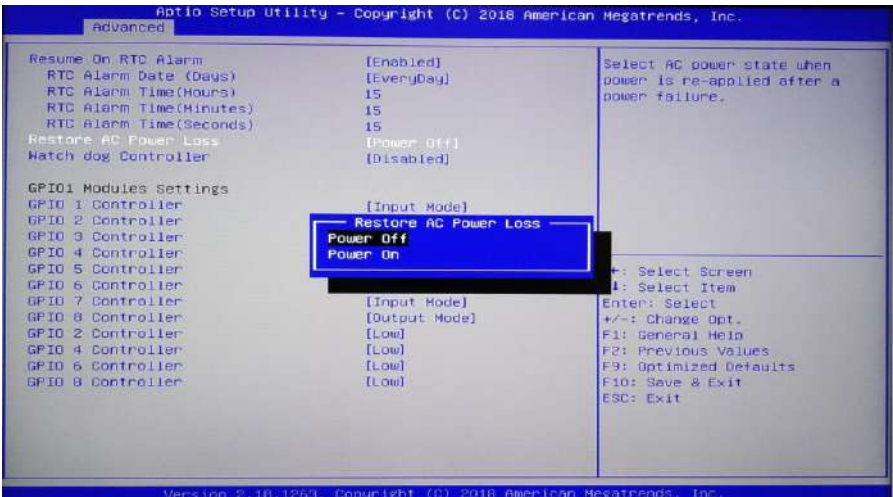 Aptio Setup Utility - Copyright (C) 2018 American Megatrends, Inc.
Advanced
Resume On RTC Alarm [Enabled]
RTC Alarm Date (Days) [EveryDay]
RTC Alarm Time(Hours) 15
RTC Alarm Time(Minutes) 15
RTC Alarm Time(Seconds) 15
Restore AC Power Loss [Power Off]
Watch dog Controller [Disabled]
GPIO1 Modules Settings
GPIO 1 Controller [Input Mode]
GPIO 2 Controller
GPIO 3 Controller
GPIO 4 Controller
GPIO 5 Controller
GPIO 6 Controller
GPIO 7 Controller [Input Mode]
GPIO 8 Controller [Output Mode]
GPIO 2 Controller [Low]
GPIO 4 Controller [Low]
GPIO 6 Controller [Low]
GPIO 8 Controller [Low]
Restore AC Power Loss
Power Off
Power On
Select AC power state when
power is re-applied after a
power failure.
←: Select Screen
↓: Select Item
Enter: Select
+/-: Change Opt.
F1: General Help
F2: Previous Values
F9: Optimized Defaults
F10: Save & Exit
ESC: Exit
Version 2.18.1263. Copyright (C) 2018 American Megatrends, Inc.